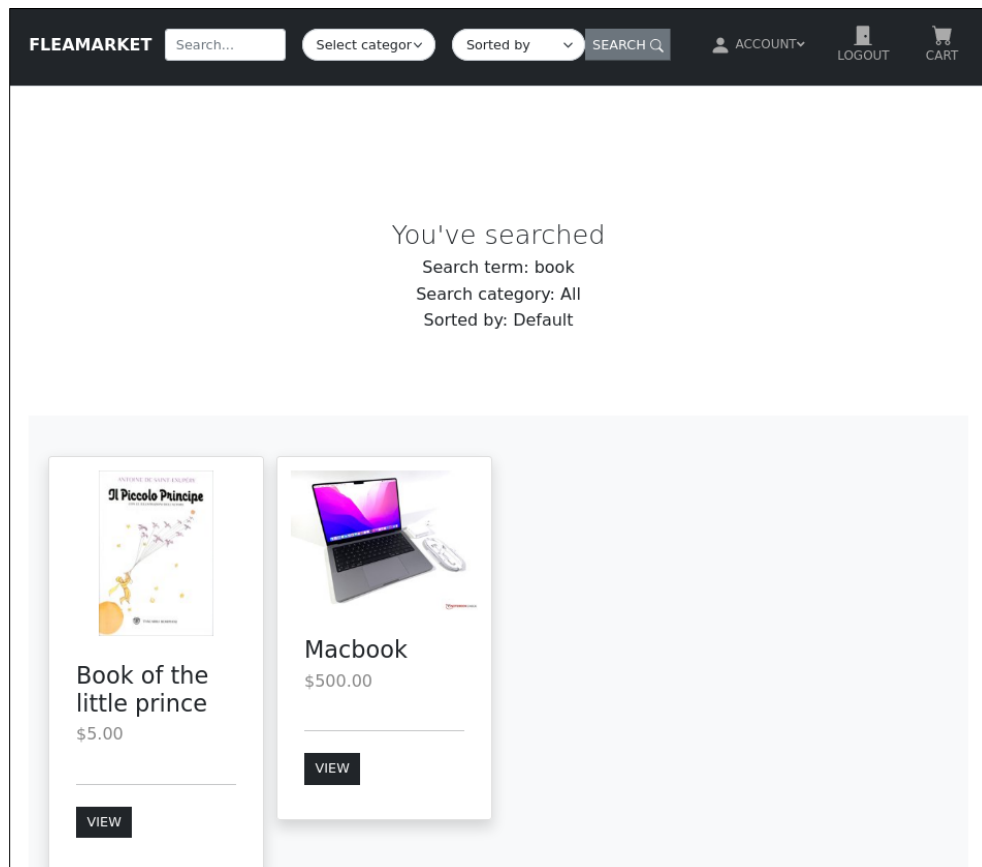 FLEAMARKET Search... Select categor Sorted by SEARCH ACCOUNT LOGOUT CART
You've searched
Search term: book
Search category: All
Sorted by: Default
ANTOINE DE SAINT-EXUPÉRY
Il Piccolo Principe
Book of the
little prince
$5.00
VIEW
Macbook
$500.00
VIEW